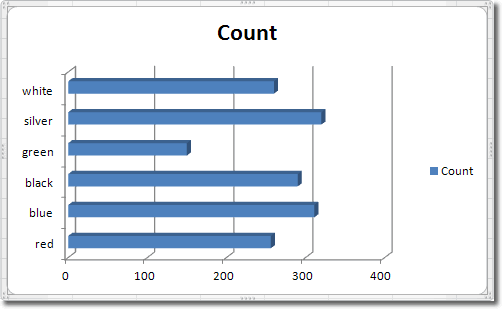 Count
white
silver
green
black
blue
red
Count
0 100 200 300 400